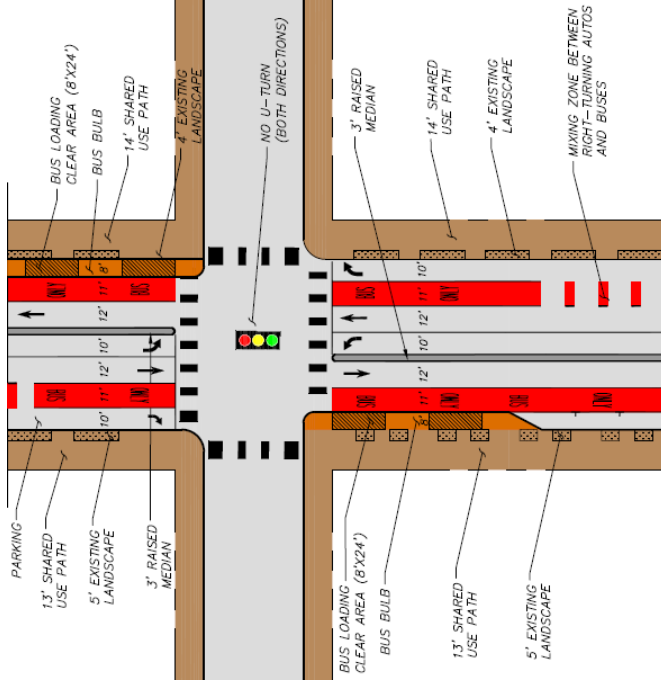 BUS LOADING
CLEAR AREA (8'X24')
BUS BULB
14' SHARED
USE PATH
4' EXISTING
LANDSCAPE
NO U-TURN
(BOTH DIRECTIONS)
3' RAISED
MEDIAN
14' SHARED
USE PATH
4' EXISTING
LANDSCAPE
MIXING ZONE BETWEEN
RIGHT-TURNING AUTOS
AND BUSES
8'
ONLY
11'
BUS
12'
10'
12'
BUS
11'
ONLY
10'
10'
BUS
11'
ONLY
12'
10'
12'
BUS
11'
ONLY
BUS
ONLY
8'
PARKING
13' SHARED
USE PATH
5' EXISTING
LANDSCAPE
3' RAISED
MEDIAN
BUS LOADING
CLEAR AREA (8'X24')
BUS BULB
13' SHARED
USE PATH
5' EXISTING
LANDSCAPE